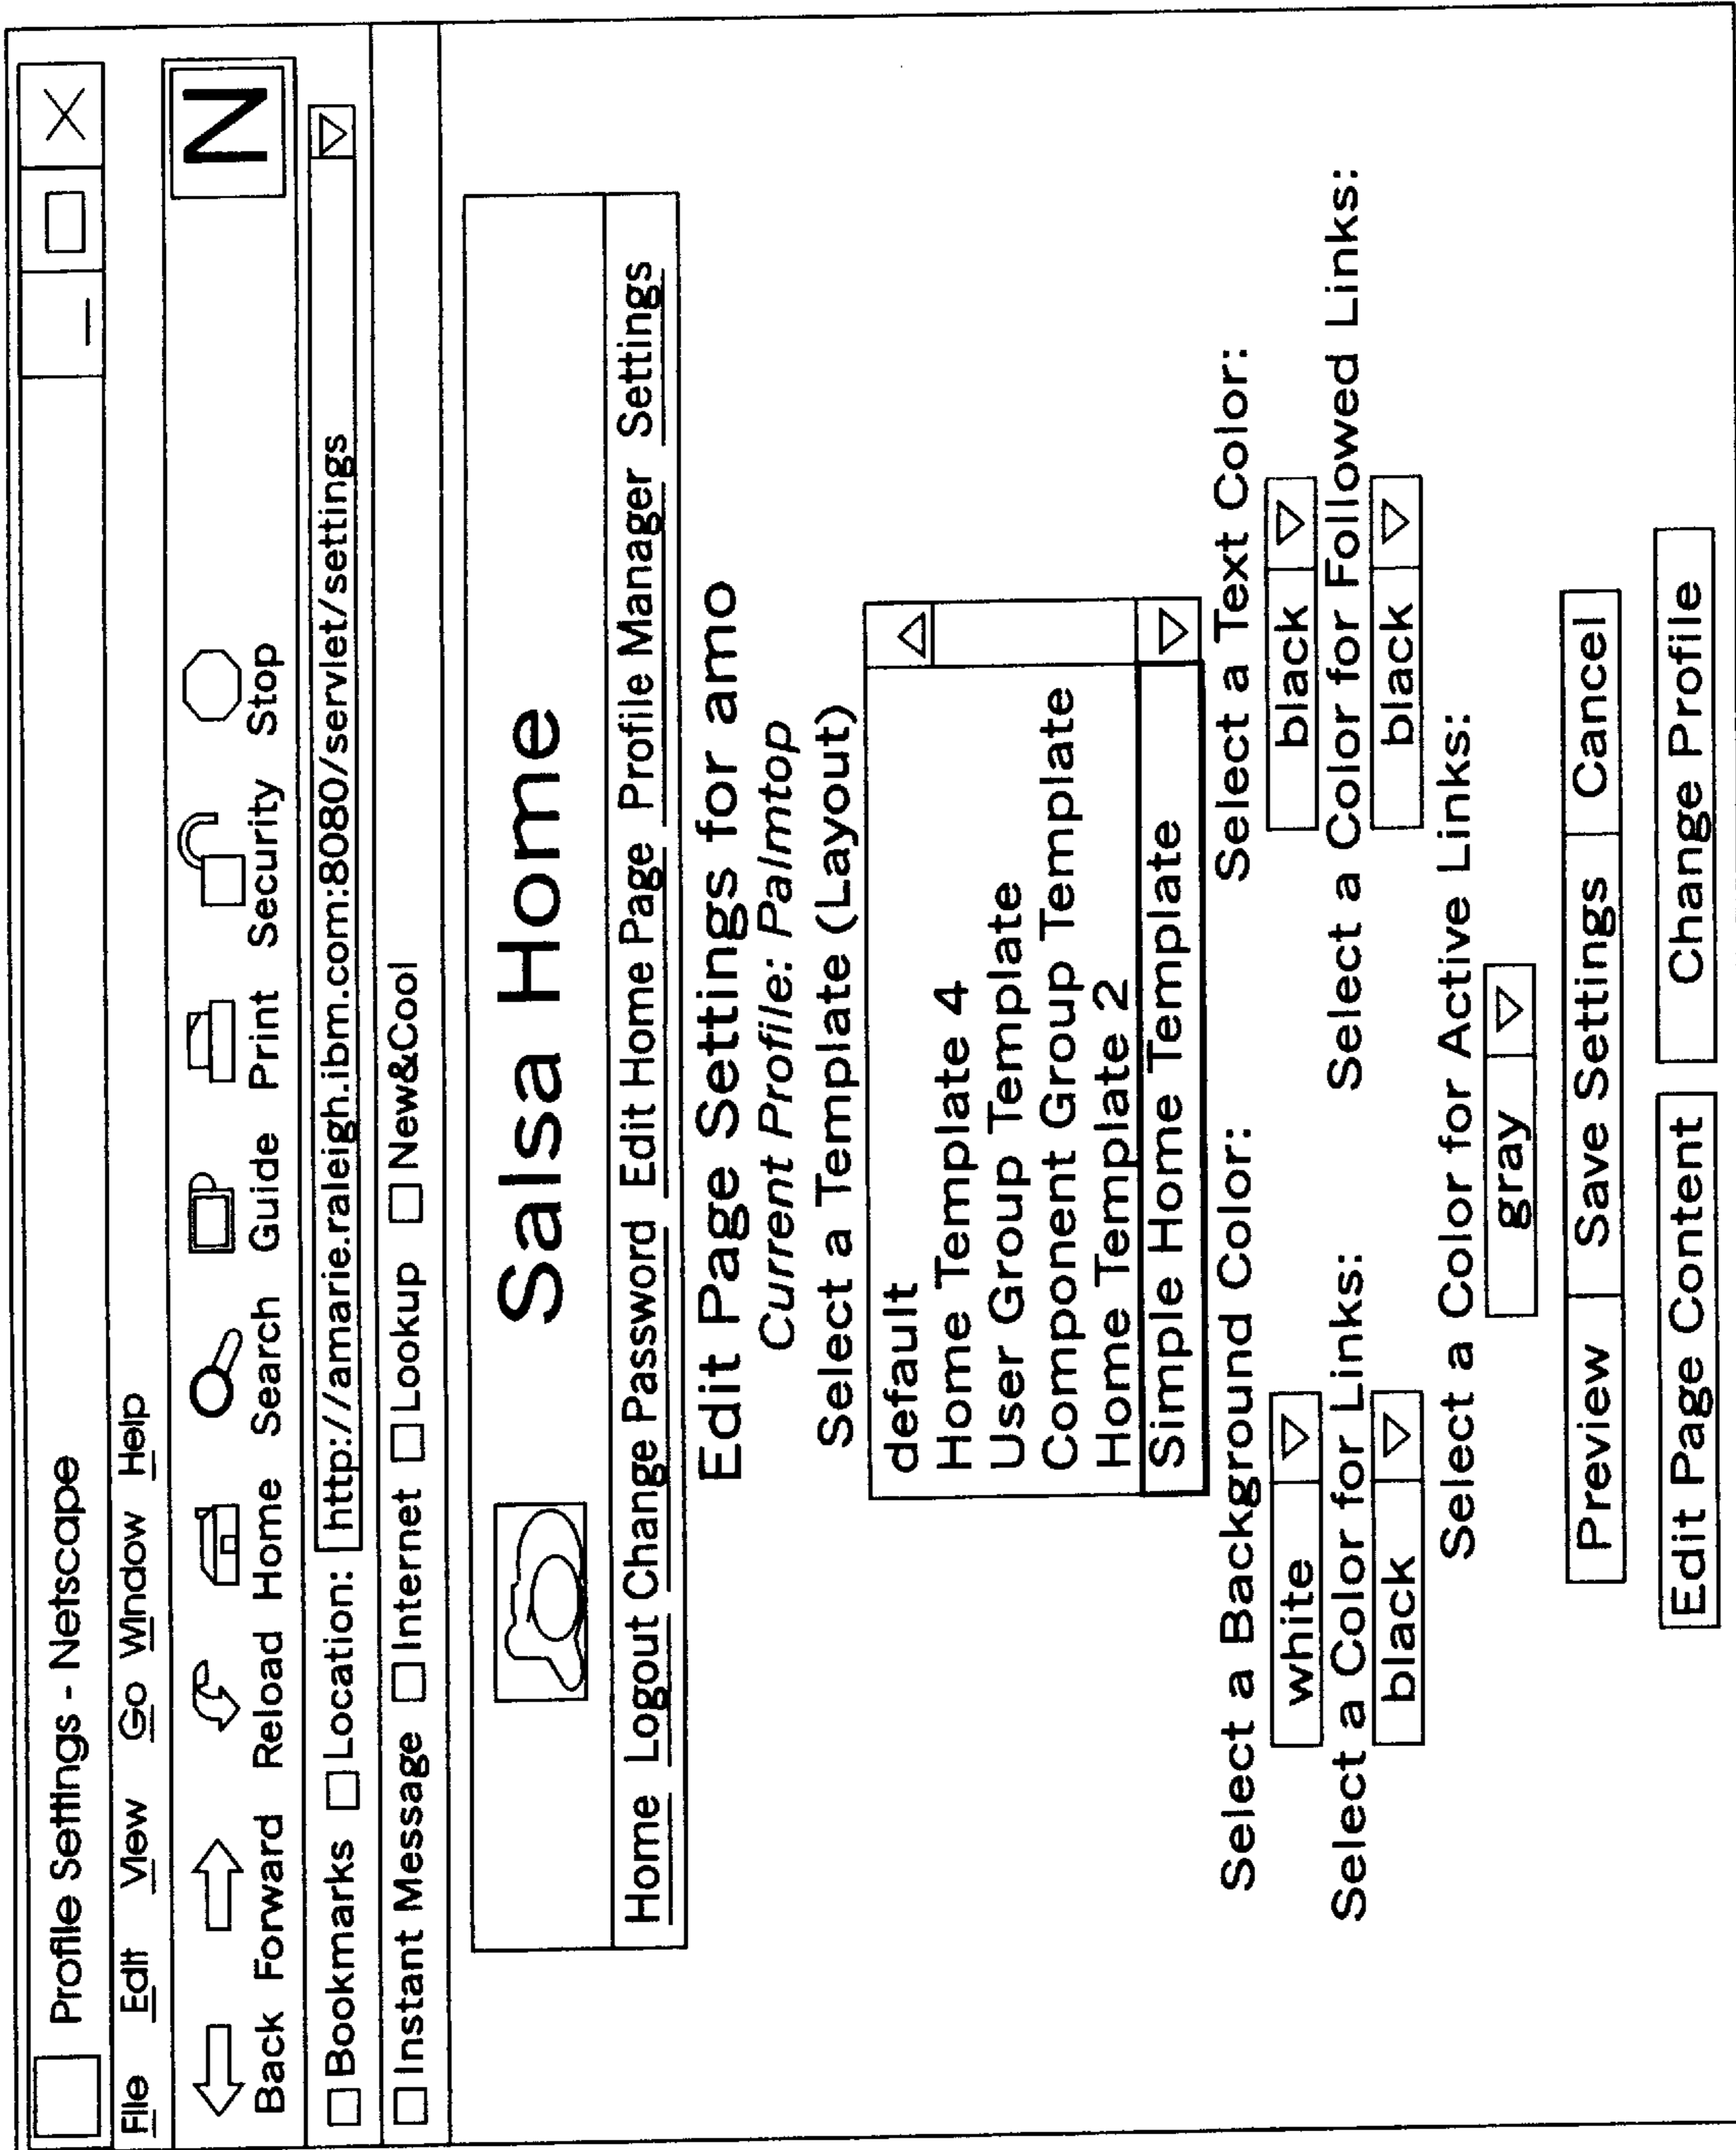 Profile Settings - Netscape
File Edit View Go Window Help
N
Back Forward Reload Home Search Guide Print Security Stop
Bookmarks Location: http://amarie.raleigh.ibm.com:8080/servlet/settings
Instant Message Internet Lookup New&Cool
Salsa Home
Home Logout Change Password Edit Home Page Profile Manager Settings
Edit Page Settings for amo
Current Profile: Palmtop
Select a Template (Layout)
default
Home Template 4
User Group Template
Component Group Template
Home Template 2
Simple Home Template
Select a Background Color: Select a Text Color:
white black
Select a Color for Links: Select a Color for Followed Links:
black black
Select a Color for Active Links:
gray
Preview Save Settings Cancel
Edit Page Content Change Profile